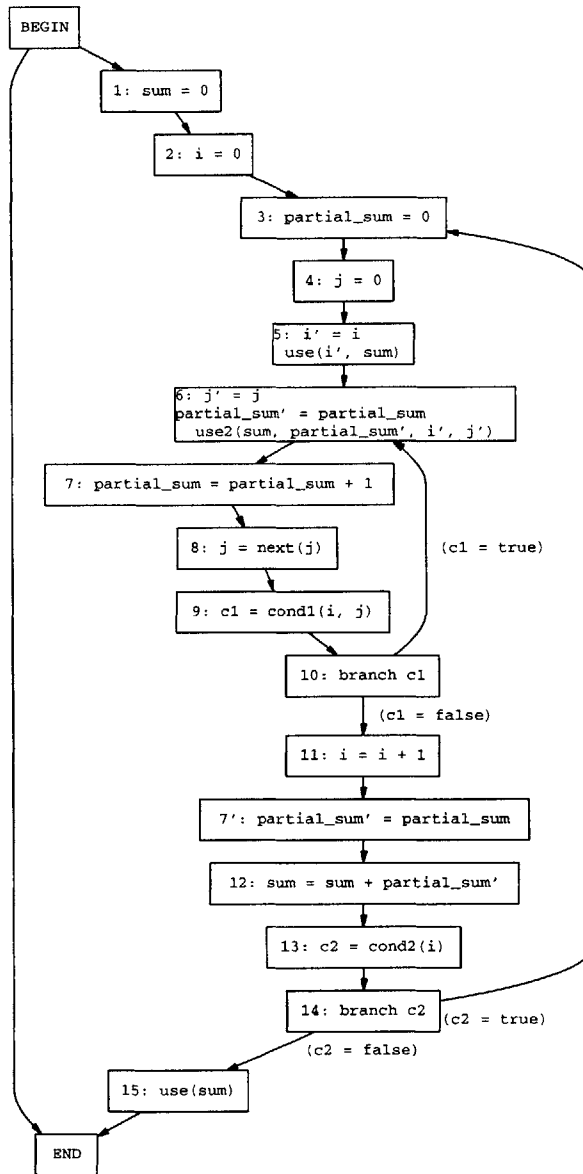 BEGIN
1: sum = 0
2: i = 0
3: partial_sum = 0
4: j = 0
5: i' = i
use(i', sum)
6: j' = j
partial_sum' = partial_sum
use2(sum, partial_sum', i', j')
7: partial_sum = partial_sum + 1
8: j = next(j)
(c1 = true)
9: c1 = cond1(i, j)
10: branch c1
(c1 = false)
11: i = i + 1
7': partial_sum' = partial_sum
12: sum = sum + partial_sum'
13: c2 = cond2(i)
14: branch c2
(c2 = true)
(c2 = false)
15: use(sum)
END